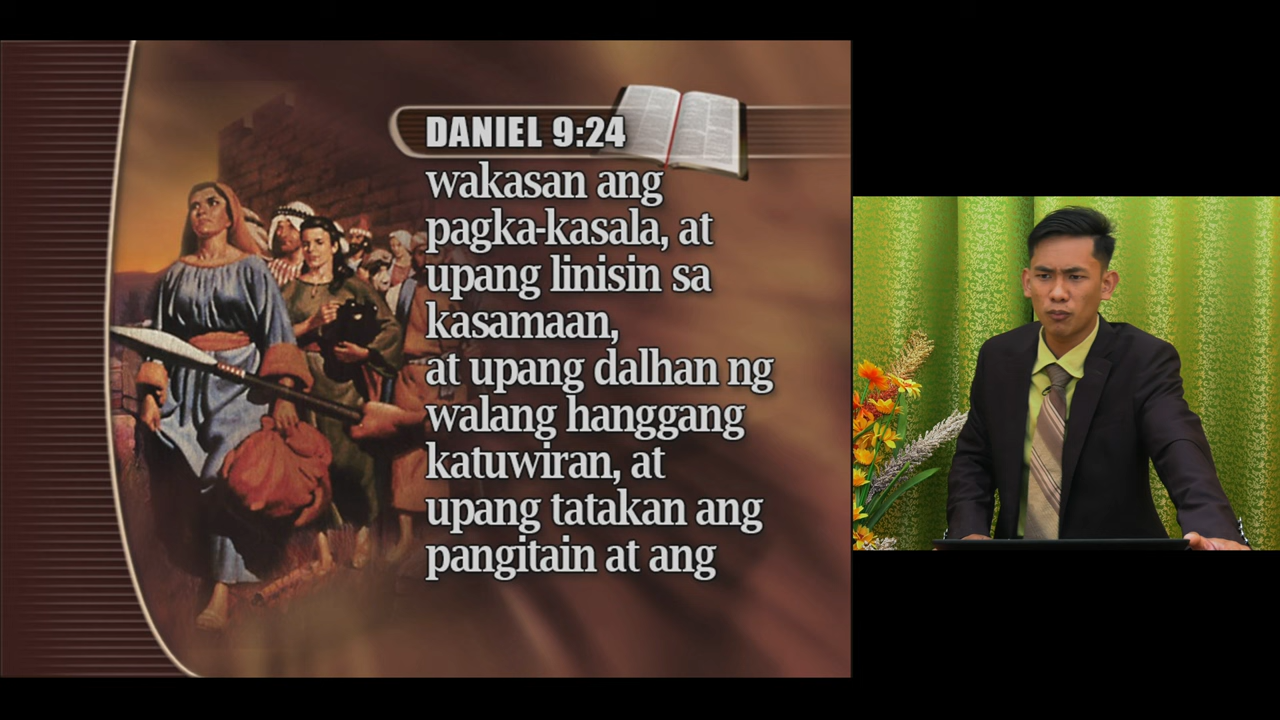 DANIEL 9:24
wakasan ang
pagka-kasala, at
upang linisin sa
kasamaan,
at upang dalhan ng
walang hanggang
katuwiran, at
upang tatakan ang
pangitain at ang